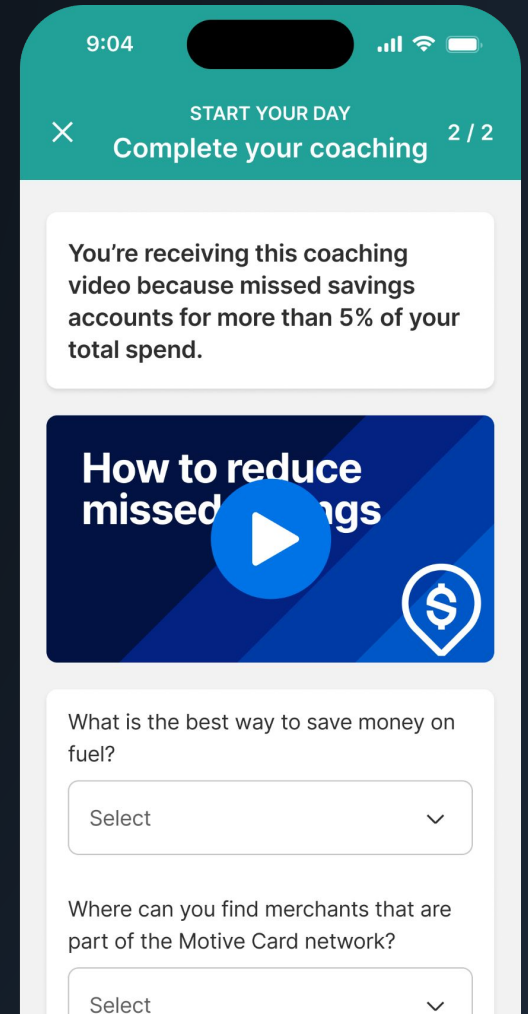 9:04
START YOUR DAY
Complete your coaching
2 / 2
You’re receiving this coaching
video because missed savings
accounts for more than 5% of your
total spend.
How to reduce
missed
$
What is the best way to save money on
fuel?
Select
Where can you find merchants that are
part of the Motive Card network?
Select